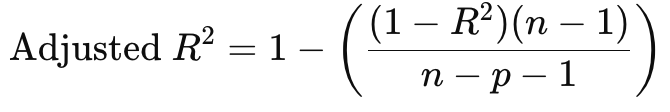 Adjusted R² = 1 − ( (1 − R²)(n − 1) / n − p − 1 )